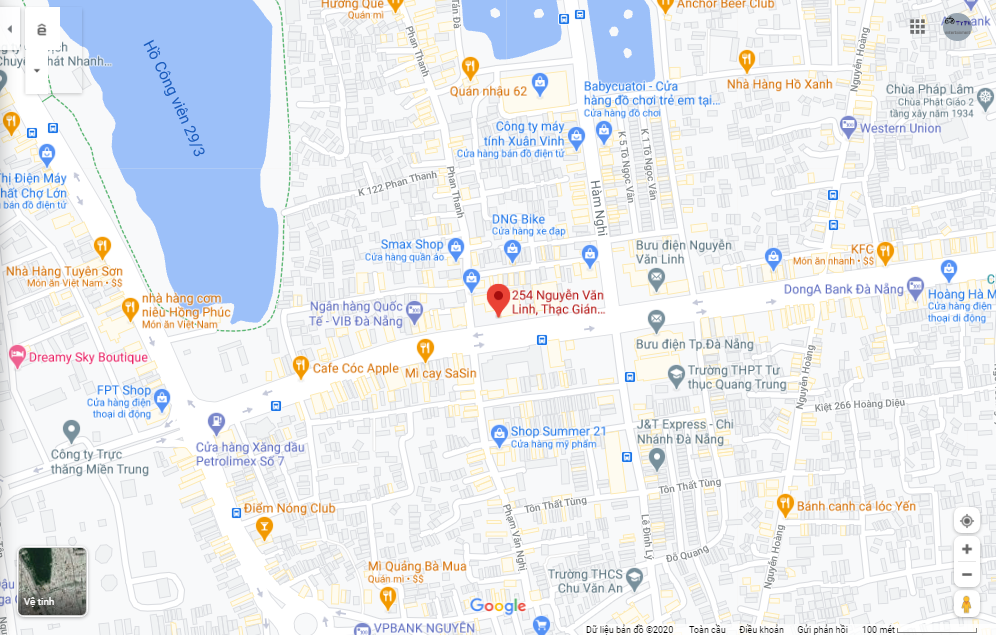 Hương Quê
Quán mì
Tản Đà
Anchor Beer Club
ê
Phan Thanh
Nguyễn Hoàng
Hồ Công viên 29/3
Quán nhậu 62
Babycuatoi - Cửa
hàng đồ chơi trẻ em tại...
Cửa hàng đồ chơi
Nhà Hàng Hồ Xanh
Chùa Pháp Lâm
Chùa Phật Giáo 2
tầng xây năm 1934
Western Union
Công ty máy
tính Xuân Vinh
Cửa hàng bán đồ điện tử
K 5 Tô Ngọc Vân
K 1 Tô Ngọc Vân
Thị Điện Máy
Chợ Lớn
bán đồ điện tử
K 122 Phan Thanh
Phan Thanh
Hàm Nghi
DNG Bike
Cửa hàng xe đạp
Smax Shop
Cửa hàng quần áo
Bưu điện Nguyễn
Văn Linh
KFC
Món ăn nhanh • $$
Nhà Hàng Tuyên Sơn
Món ăn Việt Nam • $$
DongA Bank Đà Nẵng
Hoàng Hà M
Cửa hàng điện
thoại di động
nhà hàng cơm
niêu Hồng Phúc
Món ăn Việt Nam
Ngân hàng Quốc
Tế - VIB Đà Nẵng
254 Nguyễn Văn
Linh, Thạc Gián...
Bưu điện Tp.Đà Nẵng
Dreamy Sky Boutique
Cafe Cóc Apple
Mì cay SaSin
Trường THPT Tư
thục Quang Trung
Nguyễn Hoàng
FPT Shop
Cửa hàng điện
thoại di động
Kiệt 266 Hoàng Diệu
Công ty Trực
thăng Miền Trung
Cửa hàng Xăng dầu
Petrolimex Số 7
Shop Summer 21
Cửa hàng mỹ phẩm
J&T Express - Chi
Nhánh Đà Nẵng
Tôn Thất Tùng
Tôn Thất Tùng
Bánh canh cá lóc Yến
Điểm Nóng Club
Phạm Văn Nghị
Lê Đình Lý
Đỗ Quang
Nguyễn Hoàng
Mì Quảng Bà Mua
Quán mì • $$
Trường THCS
Chu Văn An
Vệ tinh
Google
VPBANK NGUYỄN
Dữ liệu bản đồ ©2020 Toàn cầu Điều khoản Gửi phản hồi 100 mét